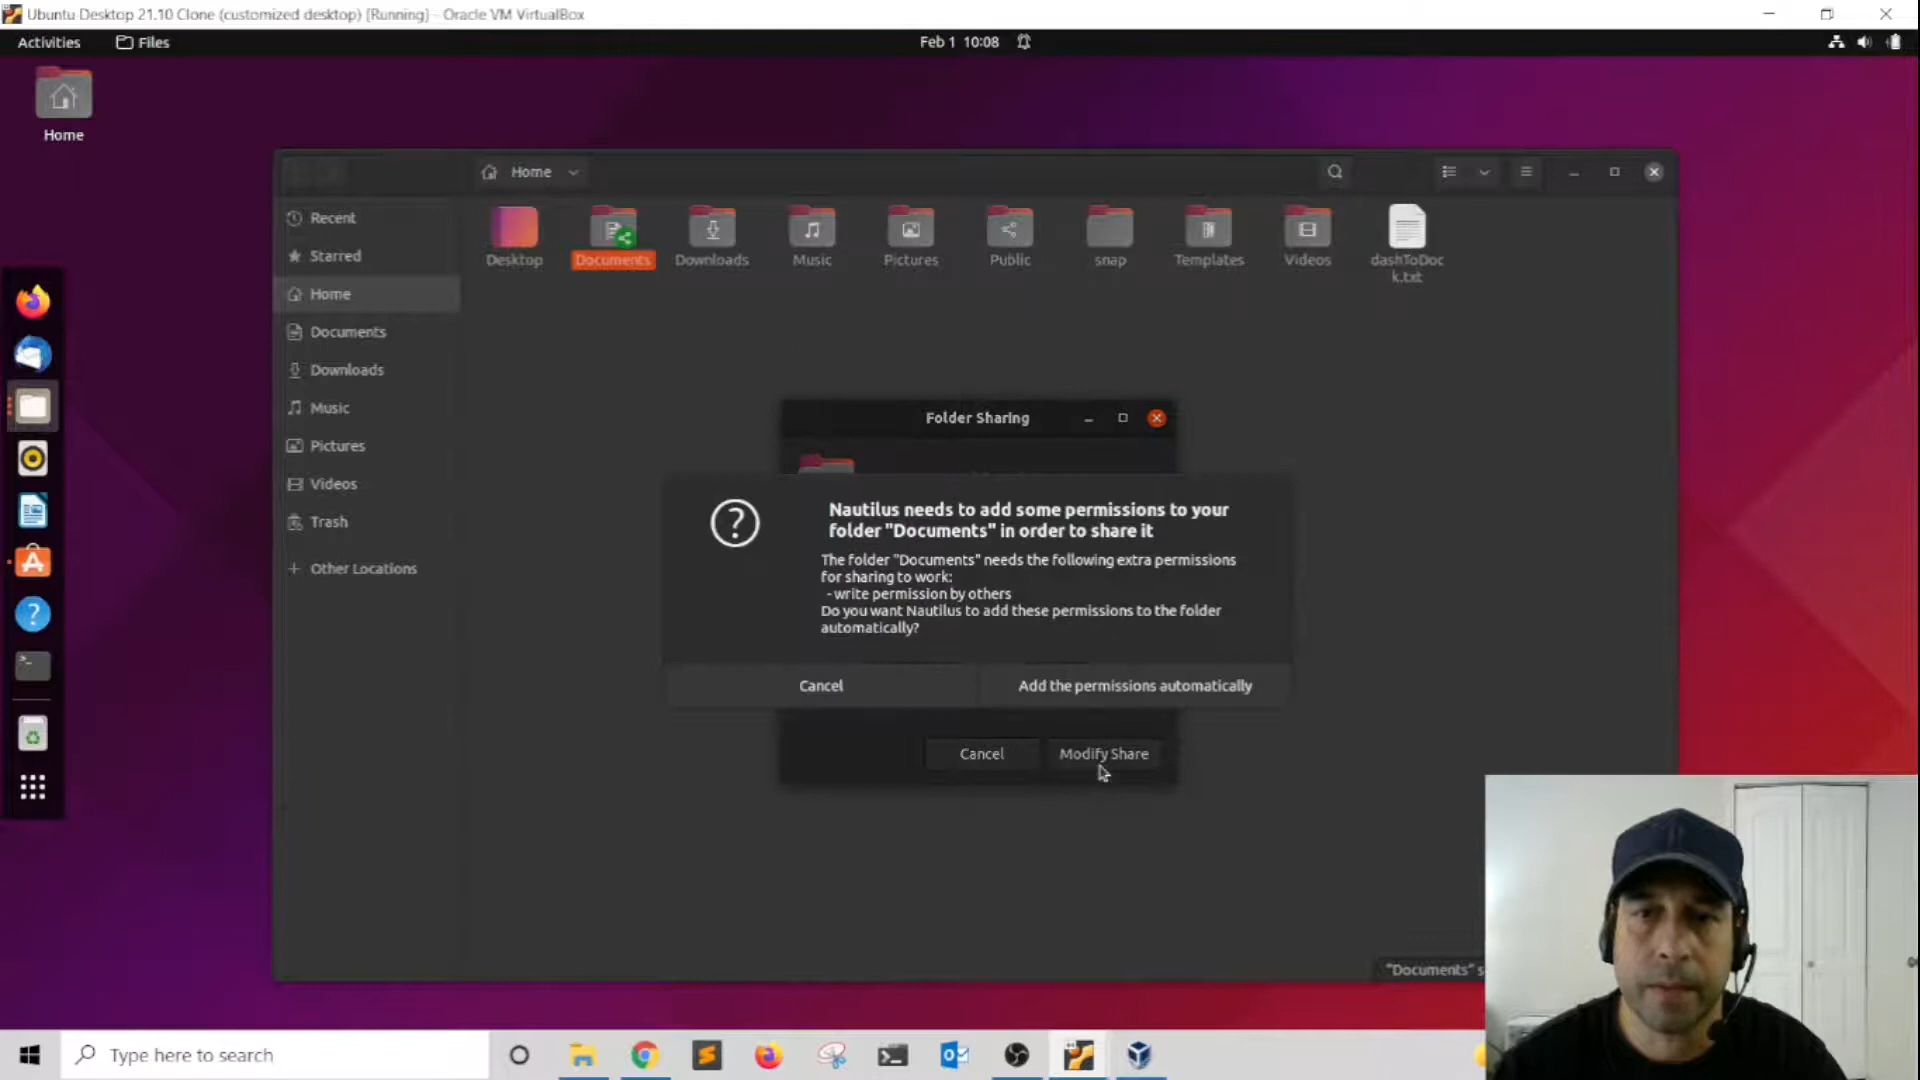 Ubuntu Desktop 21.10 Clone (customized desktop) [Running] - Oracle VM VirtualBox
Activities
Files
Feb 1 10:08
Home
Home
Recent
Starred
Home
Documents
Downloads
Music
Pictures
Videos
Trash
Other Locations
Desktop
Documents
Downloads
Music
Pictures
Public
snap
Templates
Videos
dashToDoc
k.txt
Folder Sharing
Nautilus needs to add some permissions to your
folder "Documents" in order to share it
The folder "Documents" needs the following extra permissions
for sharing to work:
- write permission by others
Do you want Nautilus to add these permissions to the folder
automatically?
Cancel
Add the permissions automatically
Cancel
Modify Share
"Documents" s
Type here to search